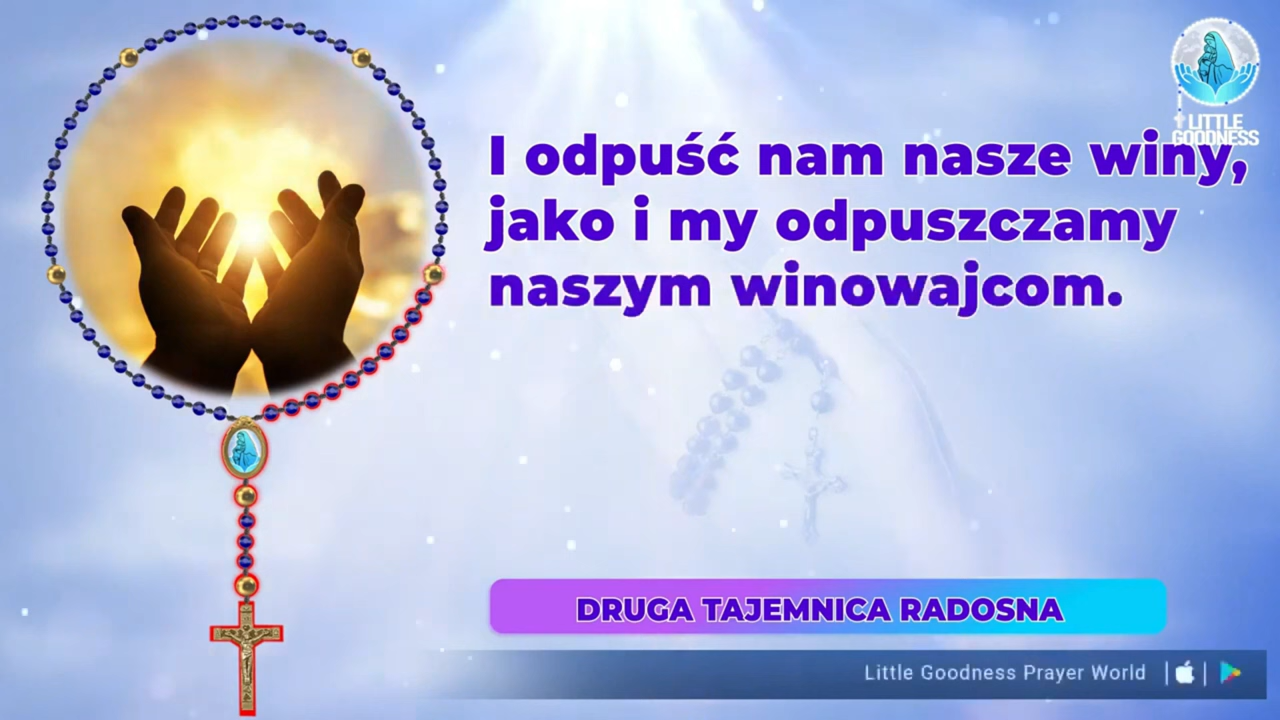 LITTLE
GOODNESS
I odpuść nam nasze winy,
jako i my odpuszczamy
naszym winowajcom.
DRUGA TAJEMNICA RADOSNA
Little Goodness Prayer World